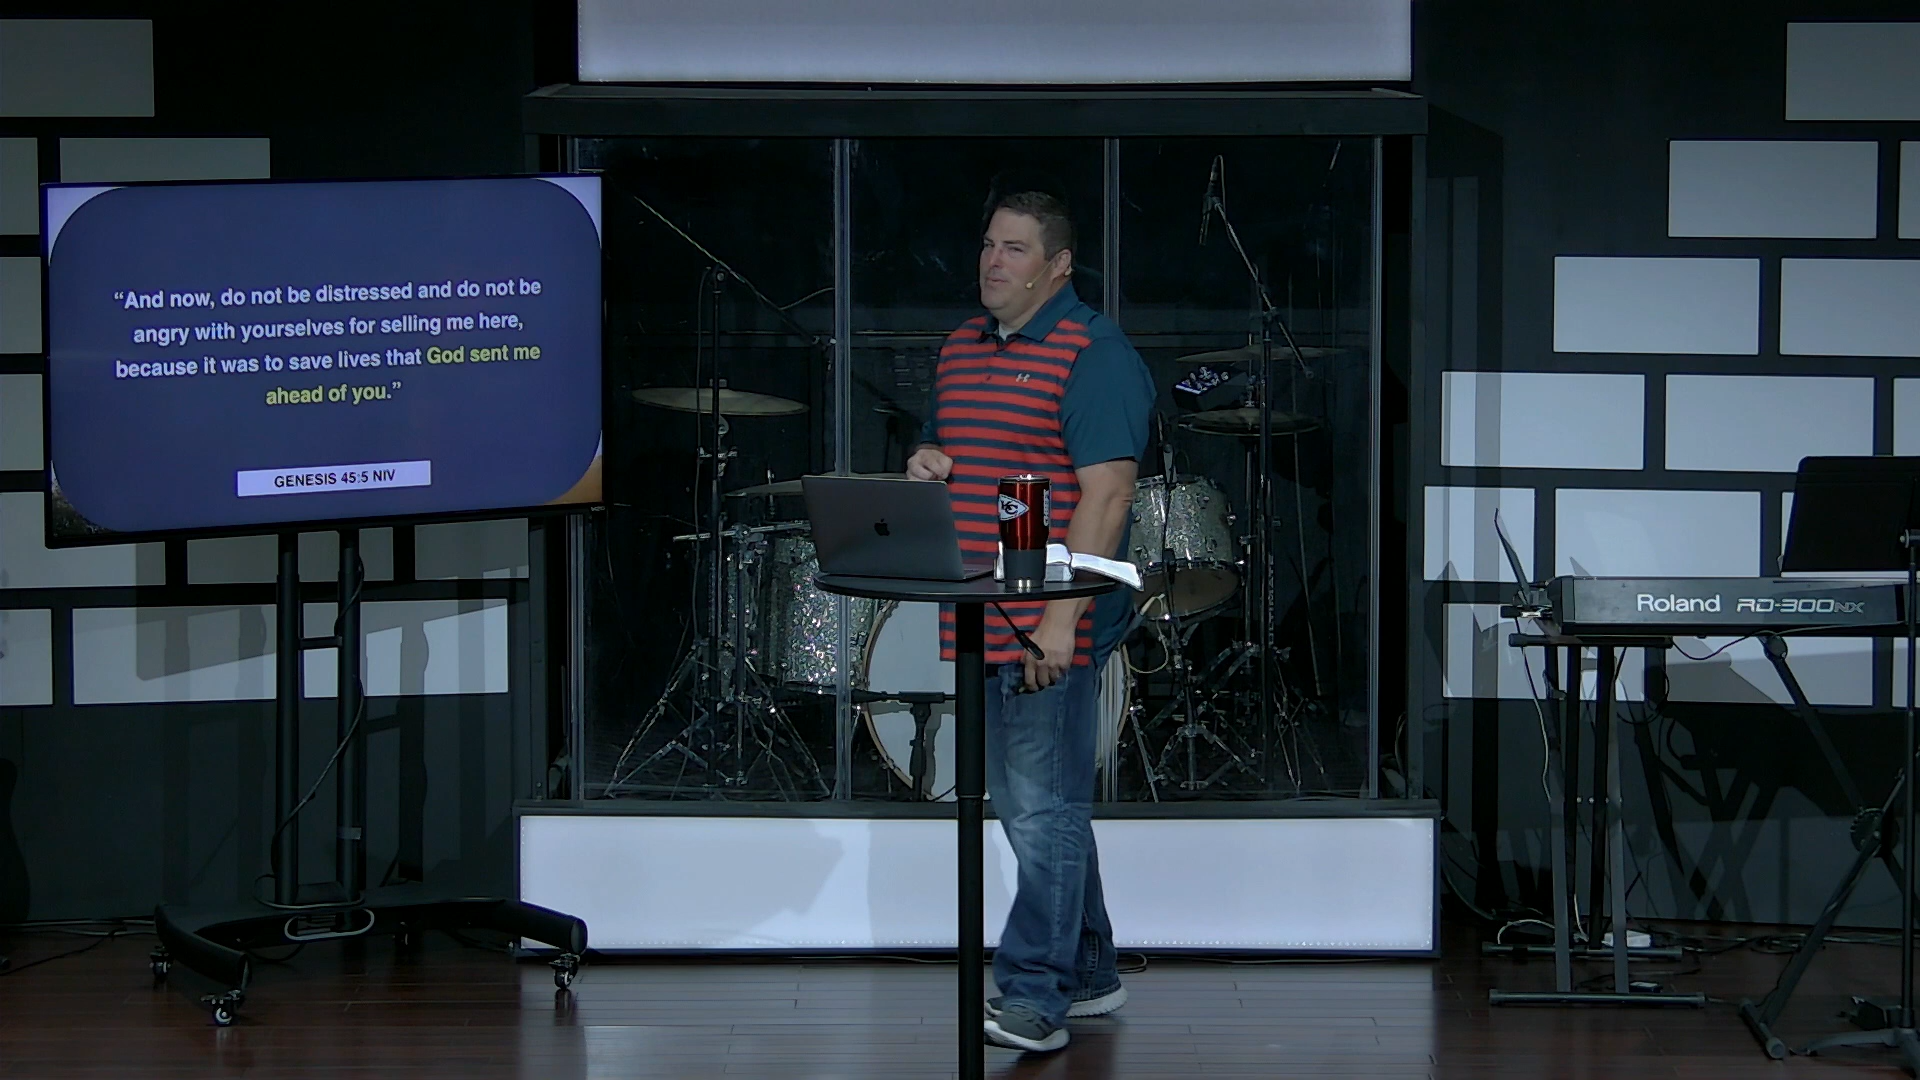 “And now, do not be distressed and do not be
angry with yourselves for selling me here,
because it was to save lives that God sent me
ahead of you.”
GENESIS 45:5 NIV
KC
Roland RD-300NX